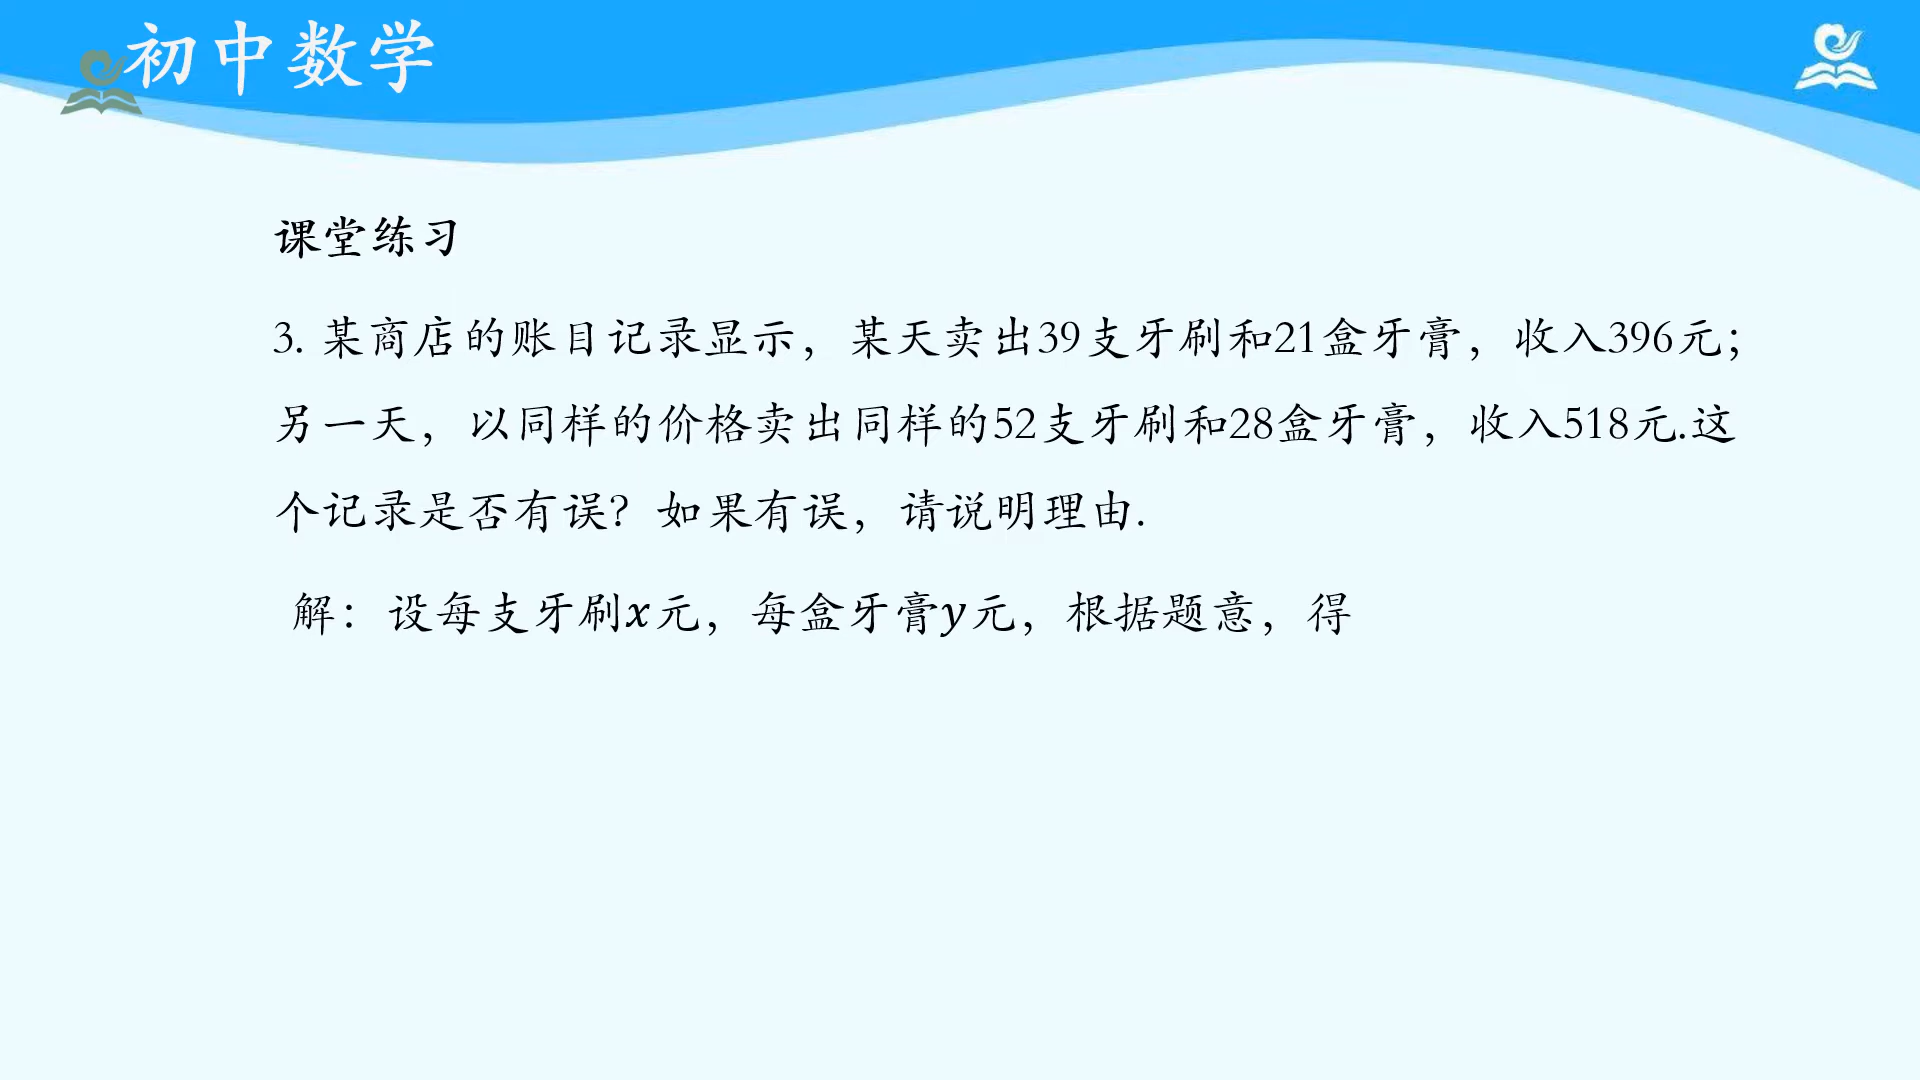 初中数学
课堂练习
3. 某商店的账目记录显示，某天卖出39支牙刷和21盒牙膏，收入396元；
另一天，以同样的价格卖出同样的52支牙刷和28盒牙膏，收入518元.这
个记录是否有误？如果有误，请说明理由.
解：设每支牙刷x元，每盒牙膏y元，根据题意，得